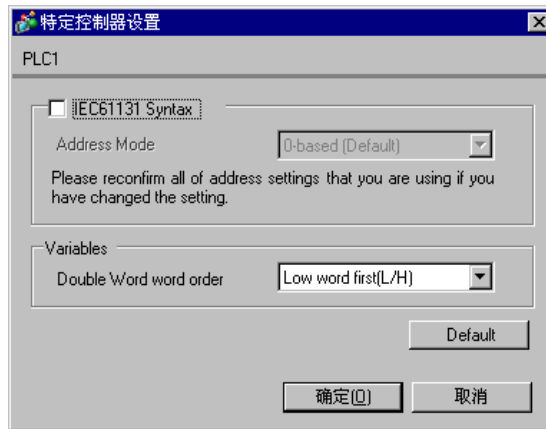 特定控制器设置
PLC1
IEC61131 Syntax
Address Mode 0-based (Default)
Please reconfirm all of address settings that you are using if you
have changed the setting.
Variables
Double Word word order Low word first(L/H)
Default
确定(O) 取消